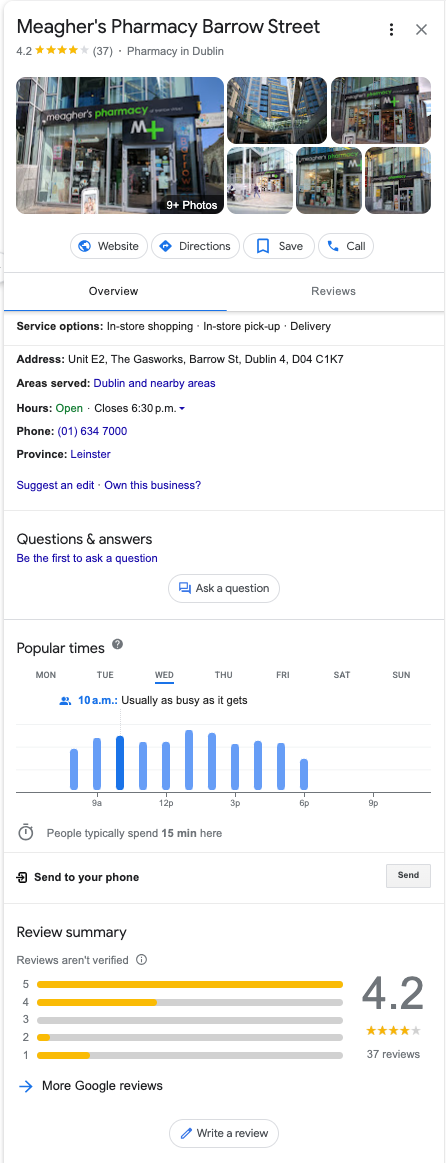 Meagher's Pharmacy Barrow Street
4.2 ★★★★★ (37) · Pharmacy in Dublin
meagher's pharmacy
M+
9+ Photos
Website
Directions
Save
Call
Overview
Reviews
Service options: In-store shopping · In-store pick-up · Delivery
Address: Unit E2, The Gasworks, Barrow St, Dublin 4, D04 C1K7
Areas served: Dublin and nearby areas
Hours: Open · Closes 6:30 p.m.
Phone: (01) 634 7000
Province: Leinster
Suggest an edit · Own this business?
Questions & answers
Be the first to ask a question
Ask a question
Popular times ?
MON TUE WED THU FRI SAT SUN
10 a.m.: Usually as busy as it gets
9a 12p 3p 6p 9p
People typically spend 15 min here
Send to your phone
Send
Review summary
Reviews aren't verified
5
4
3
2
1
4.2
37 reviews
More Google reviews
Write a review